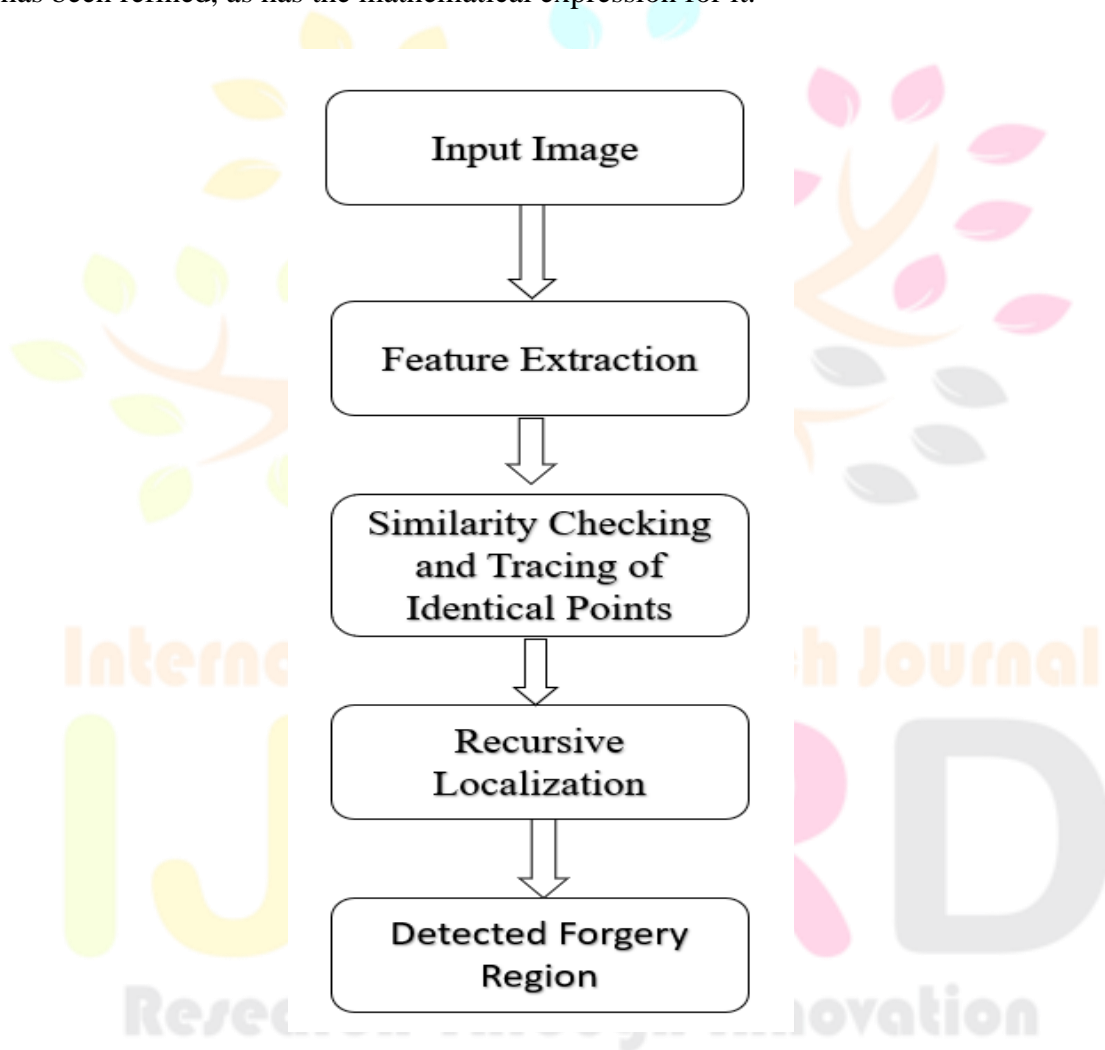 has been refined, as has the mathematical expression for it.
Input Image
Feature Extraction
Similarity Checking
and Tracing of
Identical Points
Recursive
Localization
Detected Forgery
Region